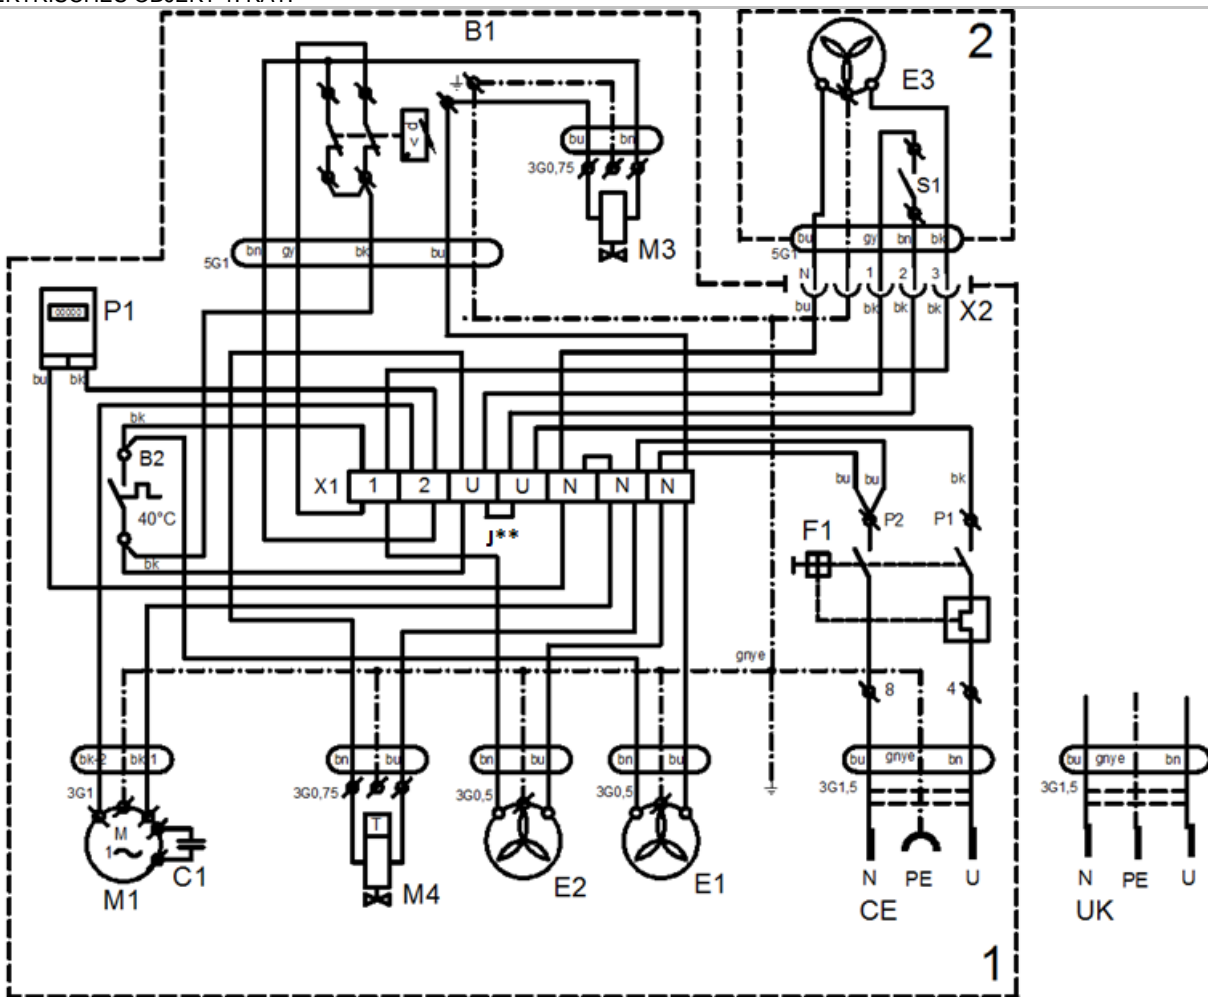 B1
2
E3
bu
bn
3G0,75
S1
M3
bn
gy
bk
bu
5G1
bu
gy
bn
bk
5G1
N
1
2
3
bu
bk
bk
bk
X2
P1
00000
bu
bk
bk
B2
40°C
bk
X1
1
2
U
U
N
N
N
J**
bu
bu
bk
P2
P1
F1
gnye
8
4
bk-2
bk-1
3G1
bn
bu
3G0,75
bn
bu
3G0,5
bn
bu
3G0,5
bu
gnye
bn
3G1,5
bu
gnye
bn
3G1,5
M
1
C1
M1
T
M4
E2
E1
N
PE
U
CE
N
PE
U
UK
1